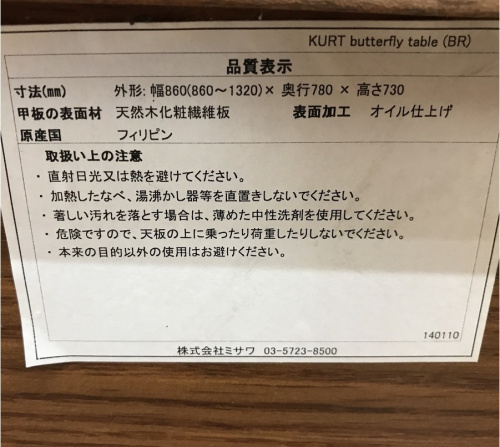 KURT butterfly table (BR)
品質表示
寸法(mm) 外形: 幅860(860～1320)× 奥行780 × 高さ730
甲板の表面材 天然木化粧繊維板 表面加工 オイル仕上げ
原産国 フィリピン
取扱い上の注意
・直射日光又は熱を避けてください。
・加熱したなべ、湯沸かし器等を直置きしないでください。
・著しい汚れを落とす場合は、薄めた中性洗剤を使用してください。
・危険ですので、天板の上に乗ったり荷重したりしないでください。
・本来の目的以外の使用はお避けください。
140110
株式会社ミサワ 03-5723-8500